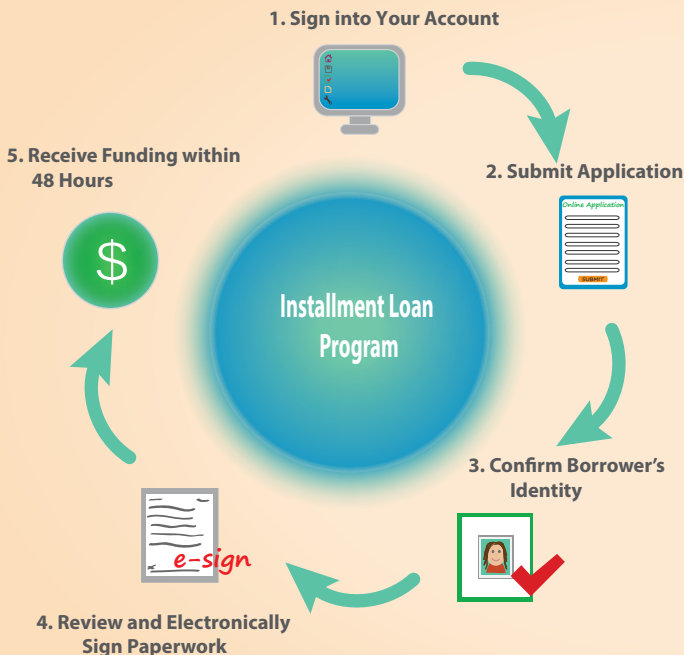 1. Sign into Your Account
2. Submit Application
Online Application
SUBMIT
3. Confirm Borrower's
Identity
4. Review and Electronically
Sign Paperwork
e-sign
5. Receive Funding within
48 Hours
$
Installment Loan
Program